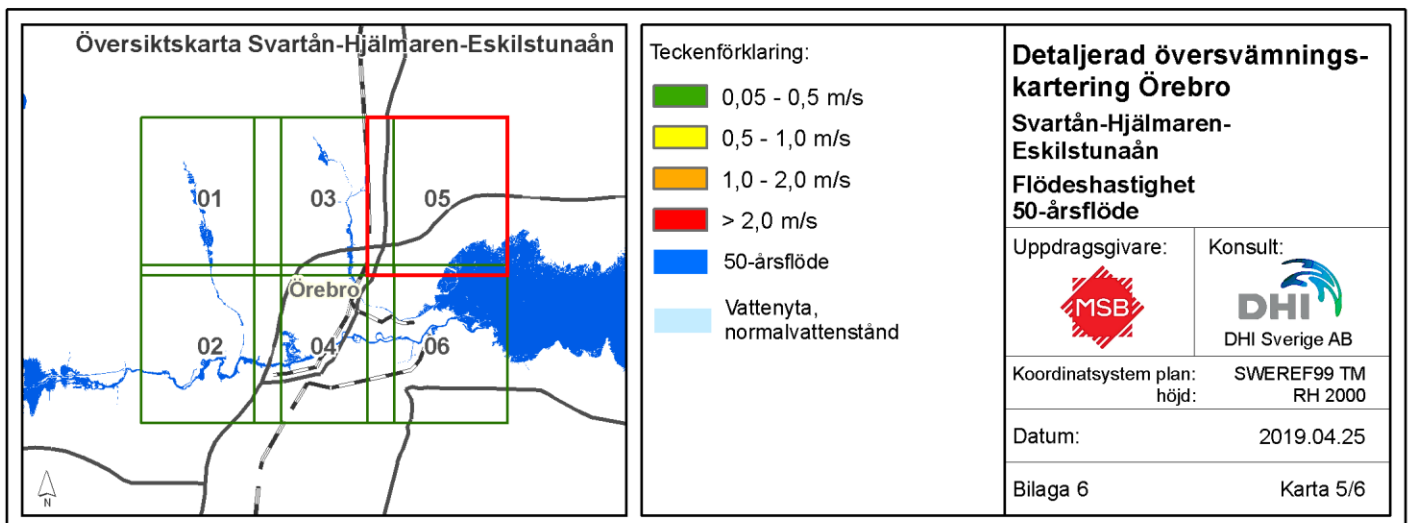 Översiktskarta Svartån-Hjälmaren-Eskilstunaån
01
03
05
Örebro
02
04
06
N
Teckenförklaring:
0,05 - 0,5 m/s
0,5 - 1,0 m/s
1,0 - 2,0 m/s
> 2,0 m/s
50-årsflöde
Vattenyta,
normalvattenstånd
Detaljerad översvämnings-
kartering Örebro
Svartån-Hjälmaren-
Eskilstunaån
Flödeshastighet
50-årsflöde
Uppdragsgivare:
MSB
Konsult:
DHI
DHI Sverige AB
Koordinatsystem plan: SWEREF99 TM
höjd: RH 2000
Datum: 2019.04.25
Bilaga 6 Karta 5/6